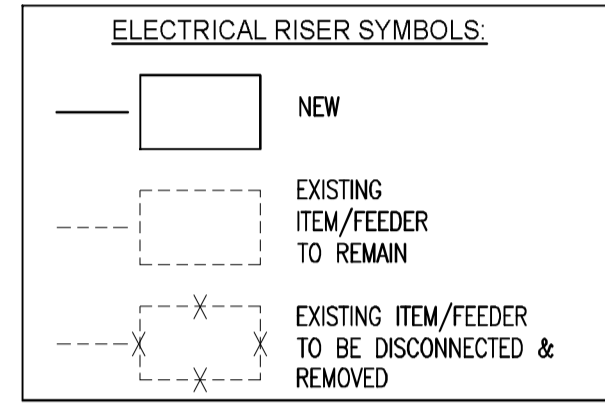 ELECTRICAL RISER SYMBOLS:
NEW
EXISTING
ITEM/FEEDER
TO REMAIN
EXISTING ITEM/FEEDER
TO BE DISCONNECTED &
REMOVED